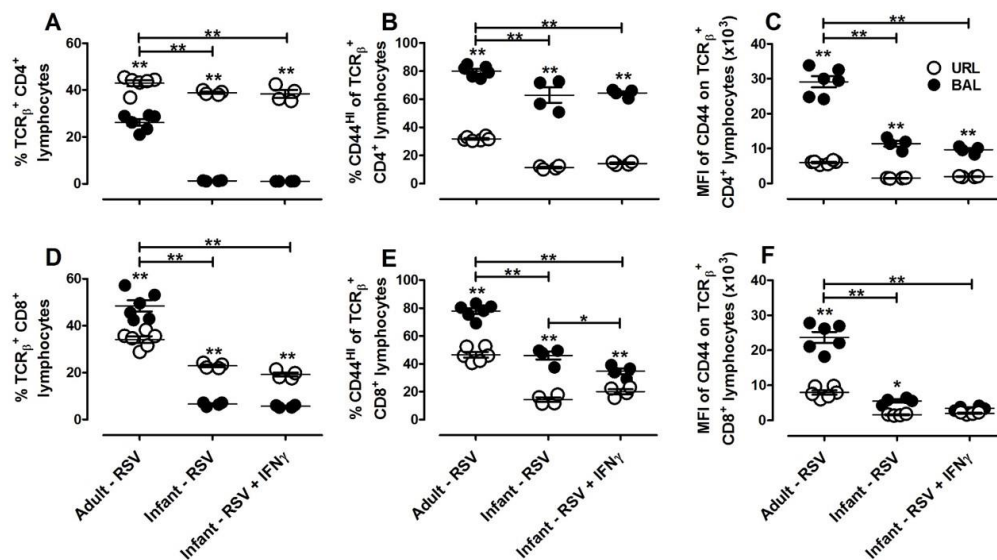 A
% TCRβ+ CD4+
lymphocytes
60
40
20
0
**
**
**
**
**
B
% CD44HI of TCRβ+
CD4+ lymphocytes
100
80
60
40
20
0
**
**
**
**
**
C
MFI of CD44 on TCRβ+
CD4+ lymphocytes (x10^3)
40
30
20
10
0
**
**
**
**
**
URL
BAL
D
% TCRβ+ CD8+
lymphocytes
60
40
20
0
**
**
**
**
**
Adult - RSV
Infant - RSV
Infant - RSV + IFNγ
E
% CD44HI of TCRβ+
CD8+ lymphocytes
100
80
60
40
20
0
**
**
*
**
**
**
Adult - RSV
Infant - RSV
Infant - RSV + IFNγ
F
MFI of CD44 on TCRβ+
CD8+ lymphocytes (x10^3)
40
30
20
10
0
**
**
**
*
Adult - RSV
Infant - RSV
Infant - RSV + IFNγ